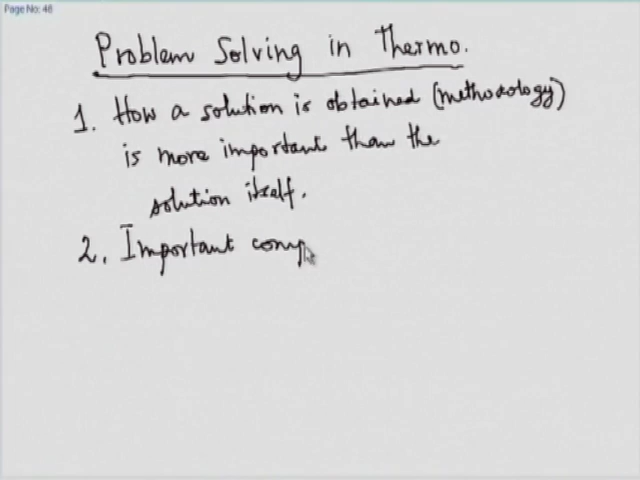 Page No: 48
Problem Solving in Thermo.
1. How a solution is obtained (methodology)
is more important than the
solution itself.
2. Important comp